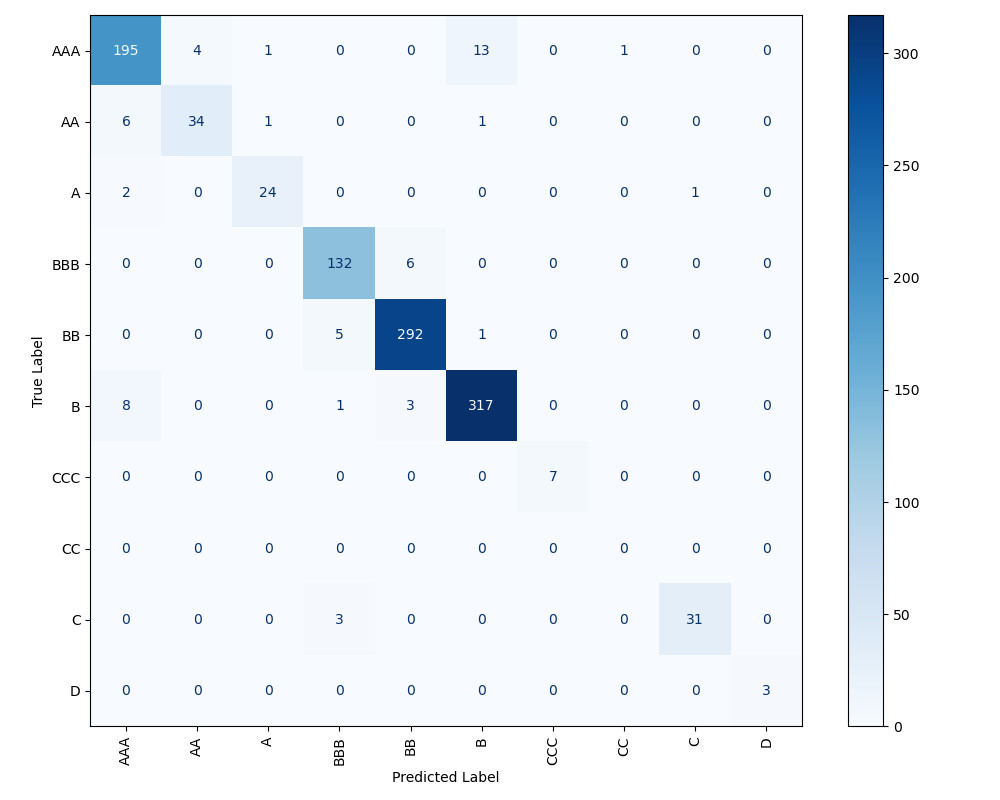 AAA 195 4 1 0 0 13 0 1 0 0
AA 6 34 1 0 0 1 0 0 0 0
A 2 0 24 0 0 0 0 0 1 0
BBB 0 0 0 132 6 0 0 0 0 0
BB 0 0 0 5 292 1 0 0 0 0
B 8 0 0 1 3 317 0 0 0 0
CCC 0 0 0 0 0 0 7 0 0 0
CC 0 0 0 0 0 0 0 0 0 0
C 0 0 0 3 0 0 0 0 31 0
D 0 0 0 0 0 0 0 0 0 3
AAA AA A BBB BB B CCC CC C D
Predicted Label
True Label
300
250
200
150
100
50
0